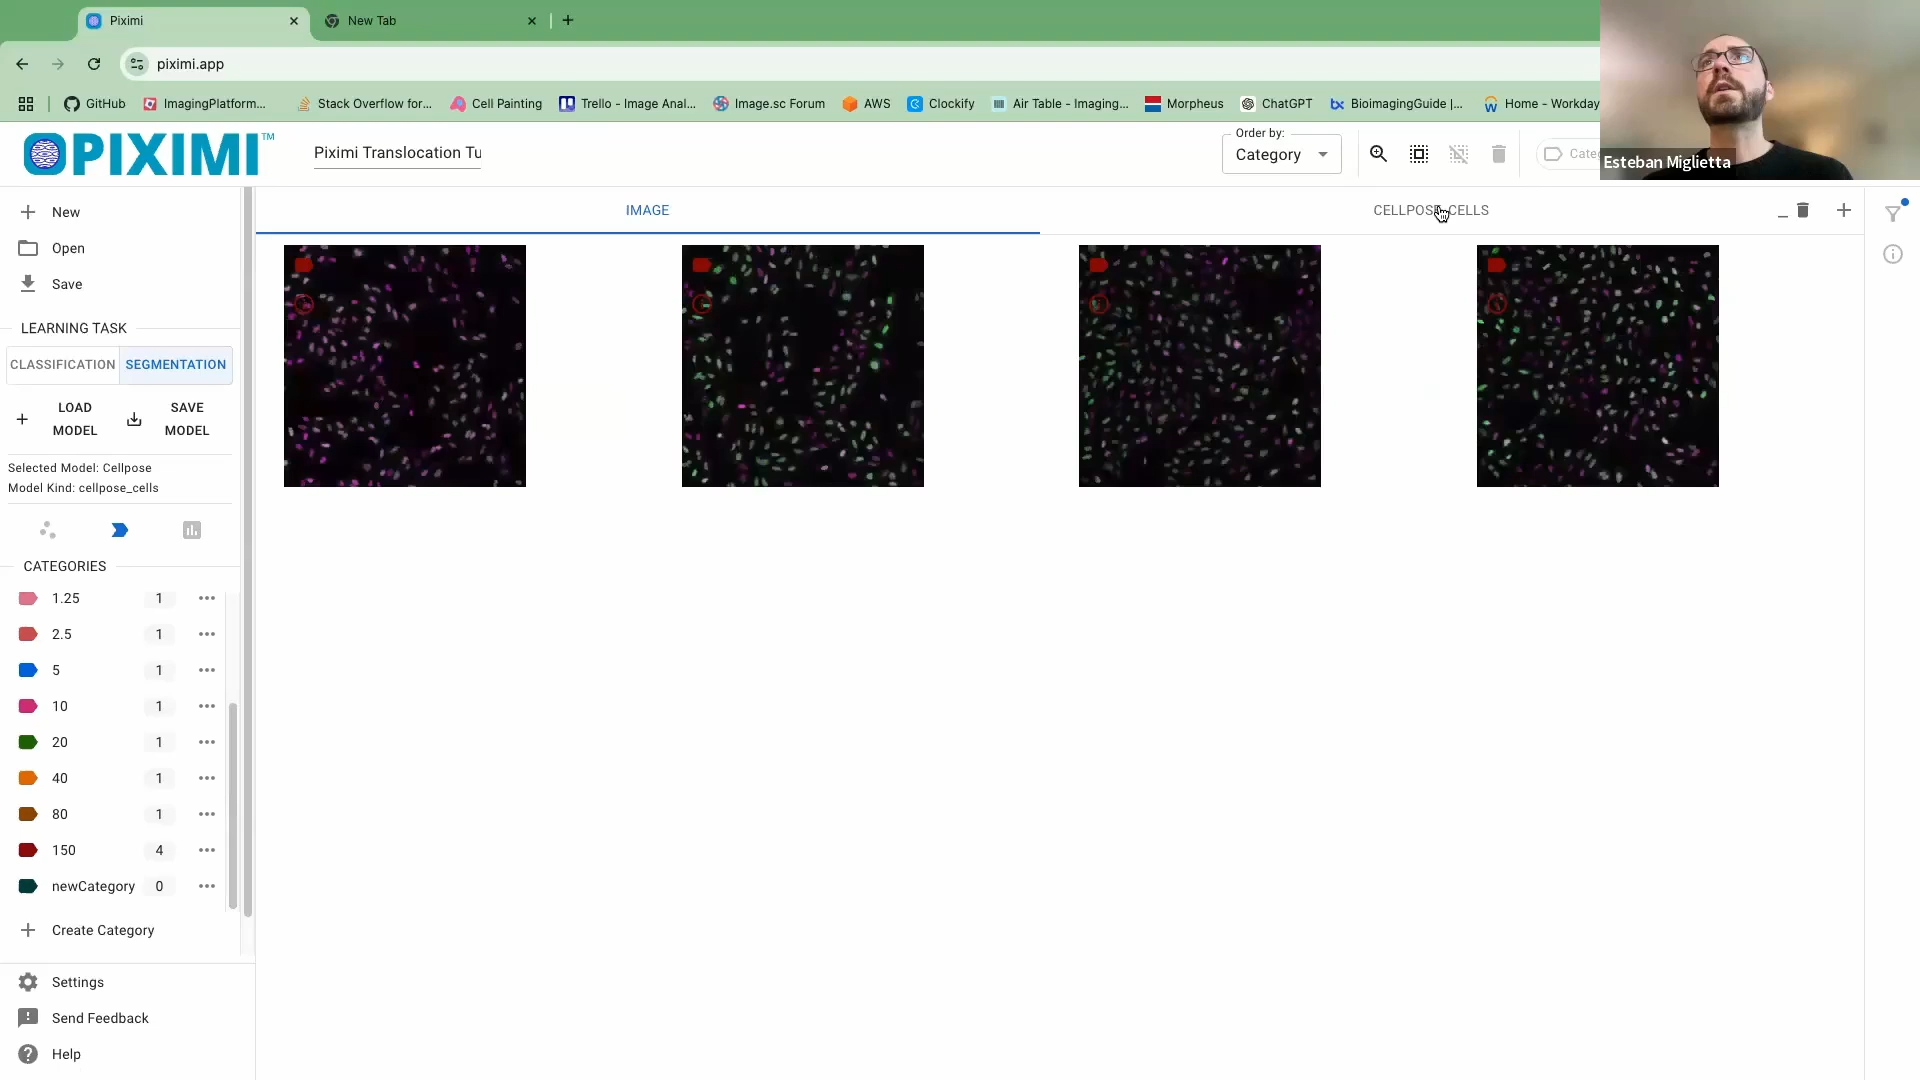 Piximi
New Tab
piximi.app
GitHub
ImagingPlatform...
Stack Overflow for...
Cell Painting
Trello - Image Anal...
Image.sc Forum
AWS
Clockify
Air Table - Imaging...
Morpheus
ChatGPT
BioimagingGuide |...
Home - Workday
Esteban Miglietta
PIXIMI™
Piximi Translocation Tu
Order by:
Category
New
Open
Save
IMAGE
CELLPOSE_CELLS
LEARNING TASK
CLASSIFICATION
SEGMENTATION
LOAD
MODEL
SAVE
MODEL
Selected Model: Cellpose
Model Kind: cellpose_cells
CATEGORIES
1.25 1
2.5 1
5 1
10 1
20 1
40 1
80 1
150 4
newCategory 0
Create Category
Settings
Send Feedback
Help